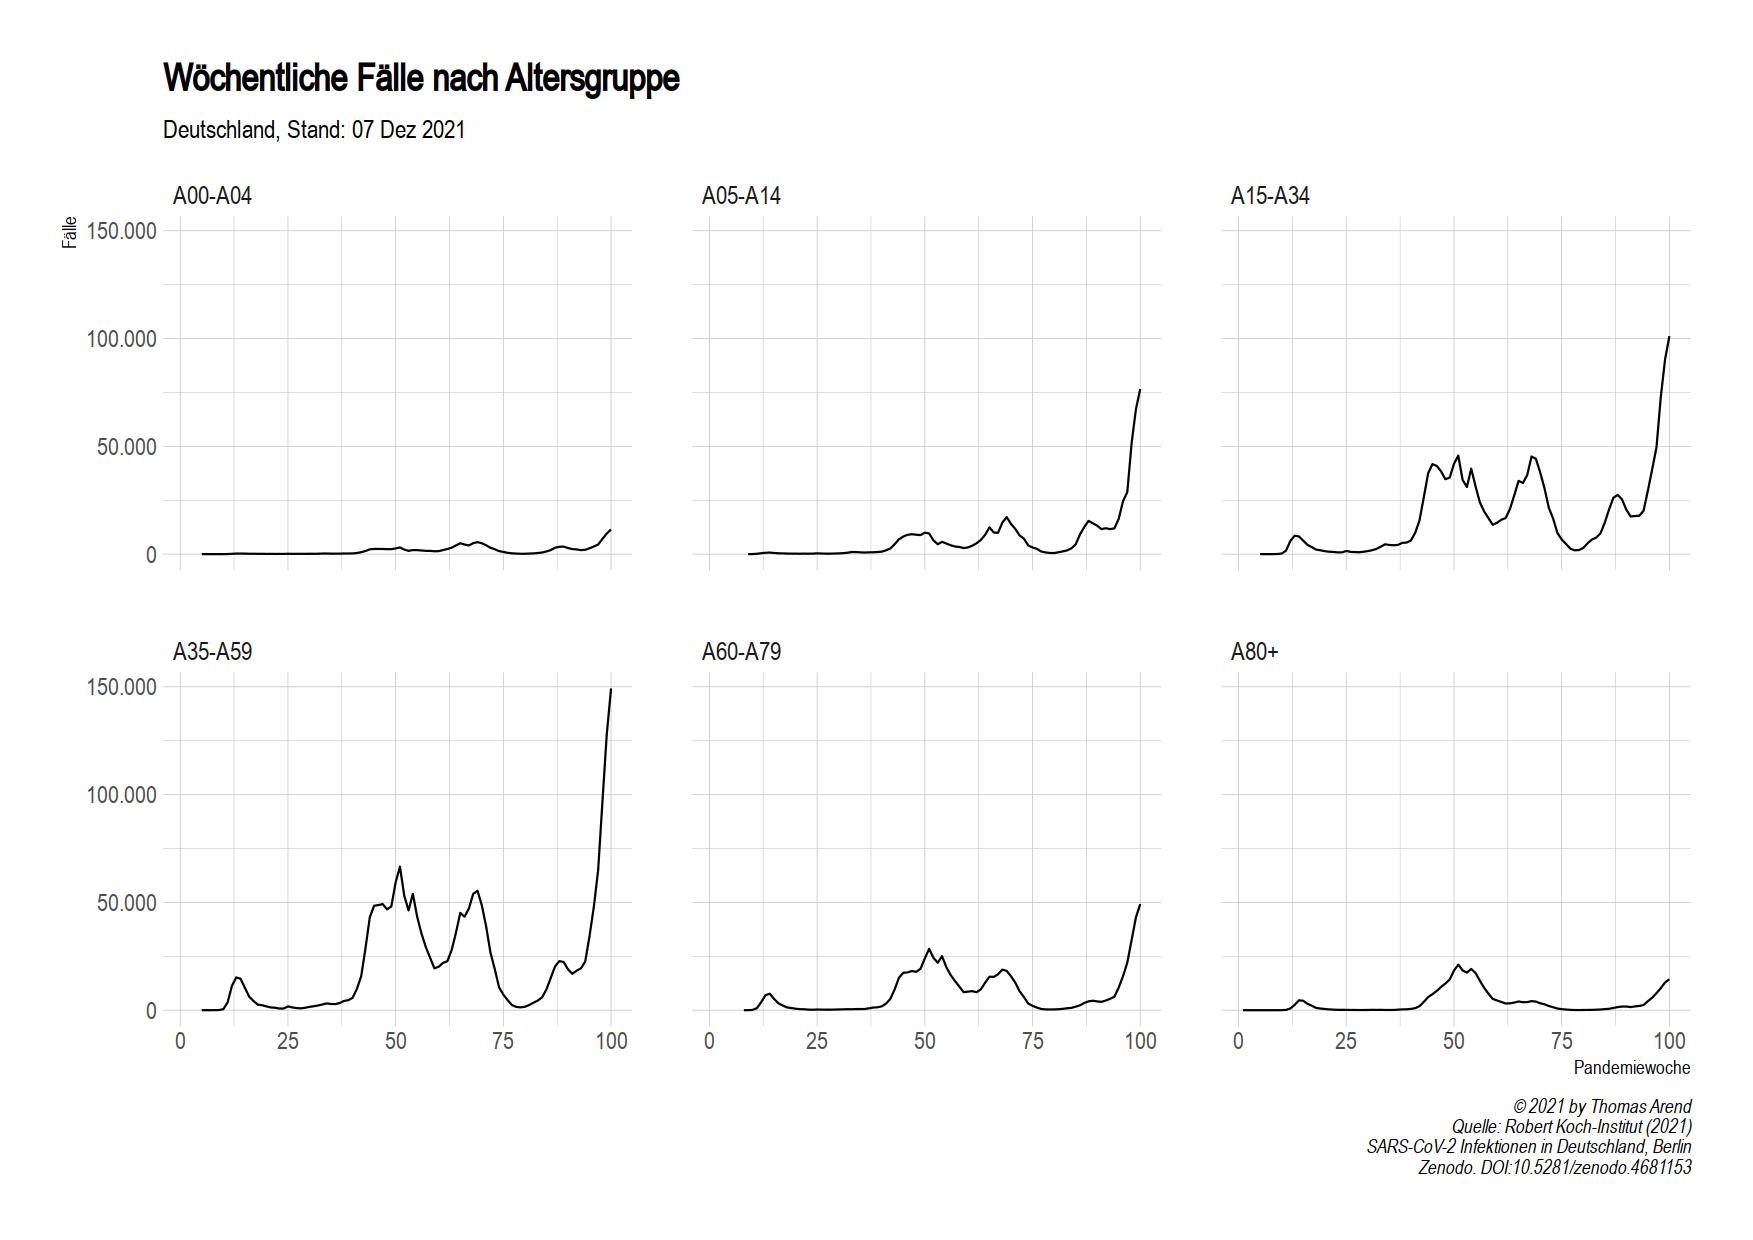 Wöchentliche Fälle nach Altersgruppe
Deutschland, Stand: 07 Dez 2021
A00-A04 A05-A14 A15-A34
Fälle
150.000
100.000
50.000
0
A35-A59 A60-A79 A80+
150.000
100.000
50.000
0
0 25 50 75 100 0 25 50 75 100 0 25 50 75 100
Pandemiewoche
© 2021 by Thomas Arend
Quelle: Robert Koch-Institut (2021)
SARS-CoV-2 Infektionen in Deutschland, Berlin
Zenodo. DOI:10.5281/zenodo.4681153